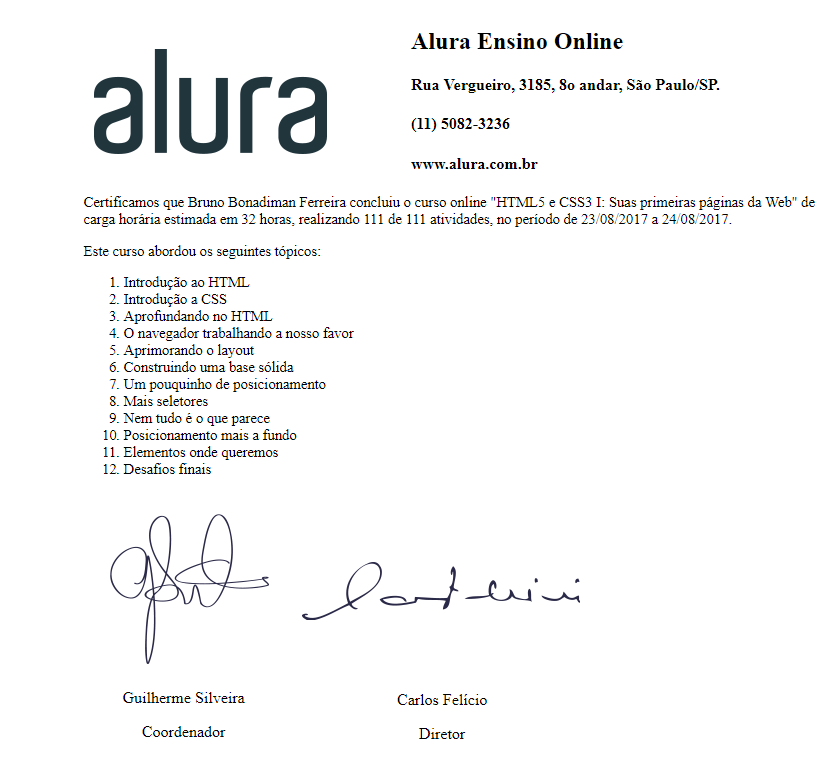 alura
Alura Ensino Online
Rua Vergueiro, 3185, 8o andar, São Paulo/SP.
(11) 5082-3236
www.alura.com.br
Certificamos que Bruno Bonadiman Ferreira concluiu o curso online "HTML5 e CSS3 I: Suas primeiras páginas da Web" de
carga horária estimada em 32 horas, realizando 111 de 111 atividades, no período de 23/08/2017 a 24/08/2017.
Este curso abordou os seguintes tópicos:
1. Introdução ao HTML
2. Introdução a CSS
3. Aprofundando no HTML
4. O navegador trabalhando a nosso favor
5. Aprimorando o layout
6. Construindo uma base sólida
7. Um pouquinho de posicionamento
8. Mais seletores
9. Nem tudo é o que parece
10. Posicionamento mais a fundo
11. Elementos onde queremos
12. Desafios finais
Guilherme Silveira
Carlos Felício
Coordenador
Diretor